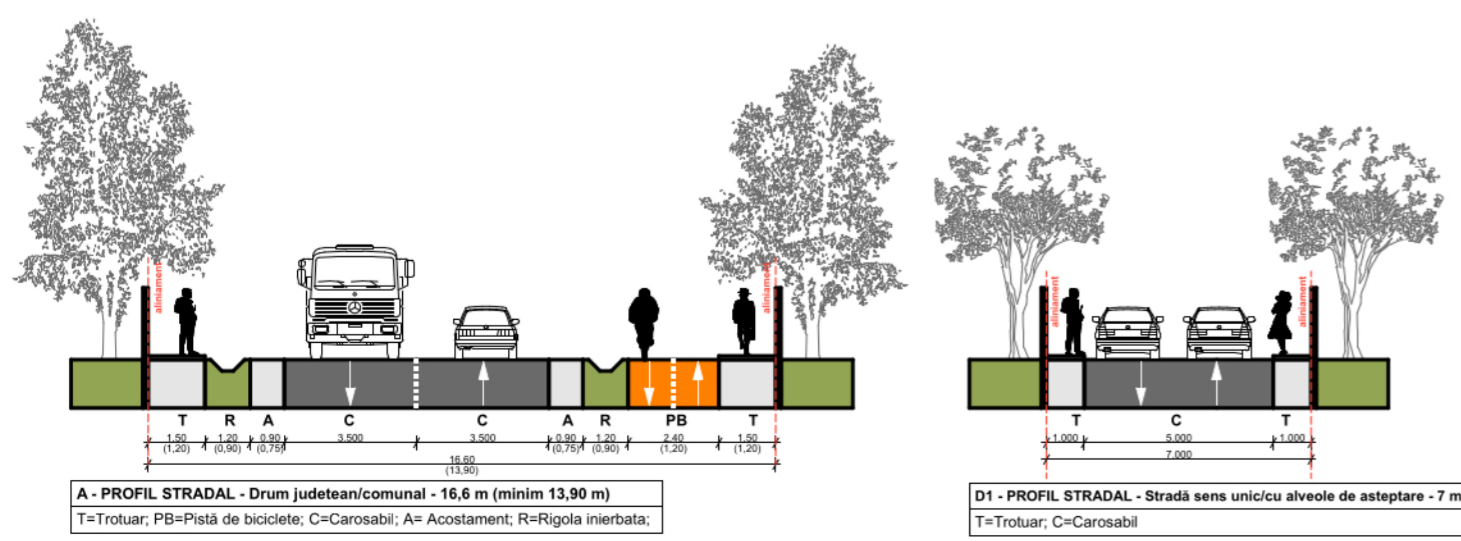 aliniament
aliniament
T R A C C A R PB T
1.50 1.20 0.90 3.500 3.500 0.90 1.20 2.40 1.50
(1,20) (0,90) (0,75) (0,75) (0,90) (1,20) (1,20)
16.60
(13,90)
A - PROFIL STRADAL - Drum judetean/comunal - 16,6 m (minim 13,90 m)
T=Trotuar; PB=Pistă de biciclete; C=Carosabil; A= Acostament; R=Rigola inierbata;
aliniament
aliniament
T C T
1.000 5.000 1.000
7.000
D1 - PROFIL STRADAL - Stradă sens unic/cu alveole de asteptare - 7 m
T=Trotuar; C=Carosabil